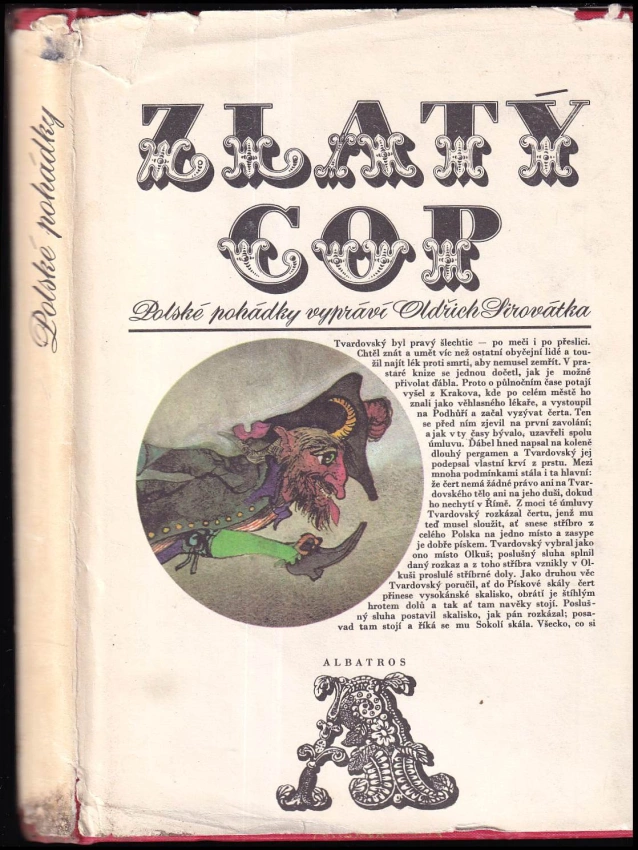 Polské pohádky
ZLATÝ
COP
Polské pohádky vypráví Oldřich Sirovátka
Tvardovský byl pravý šlechtic — po meči i po přeslici.
Chtěl znát a umět víc než ostatní obyčejní lidé a tou-
žil najít lék proti smrti, aby nemusel zemřít. V pra-
staré knize se jednou dočetl, jak je možné
přivolat ďábla. Proto o půlnočním čase potají
vyšel z Krakova, kde po celém městě ho
znali jako věhlasného lékaře, a vystoupil
na Podhůří a začal vyzývat čerta. Ten
se před ním zjevil na první zavolání;
a jak v ty časy bývalo, uzavřeli spolu
úmluvu. Ďábel hned napsal na koleně
dlouhý pergamen a Tvardovský jej
podepsal vlastní krví z prstu. Mezi
mnoha podmínkami stála i ta hlavní:
že čert nemá žádné právo ani na Tvar-
dovského tělo ani na jeho duši, dokud
ho nechytí v Římě. Z moci té úmluvy
Tvardovský rozkázal čertu, jenž mu
teď musel sloužit, ať snese stříbro z
celého Polska na jedno místo a zasype
je dobře pískem. Tvardovský vybral jako
ono místo Olkuš; poslušný sluha splnil
daný rozkaz a z toho stříbra vznikly v Ol-
kuši proslulé stříbrné doly. Jako druhou věc
Tvardovský poručil, ať do Pískové skály čert
přinese vysokánské skalisko, obrátí je štíhlým
hrotem dolů a tak ať tam navěky stojí. Posluš-
ný sluha postavil skalisko, jak pán rozkázal; posa-
vad tam stojí a říká se mu Sokolí skála. Všecko, co si
ALBATROS
A